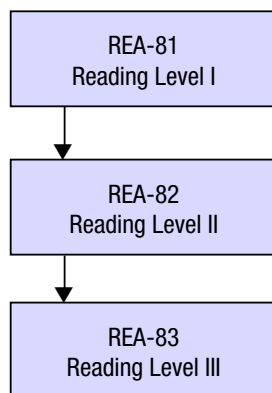 REA-81
Reading Level I
REA-82
Reading Level II
REA-83
Reading Level III